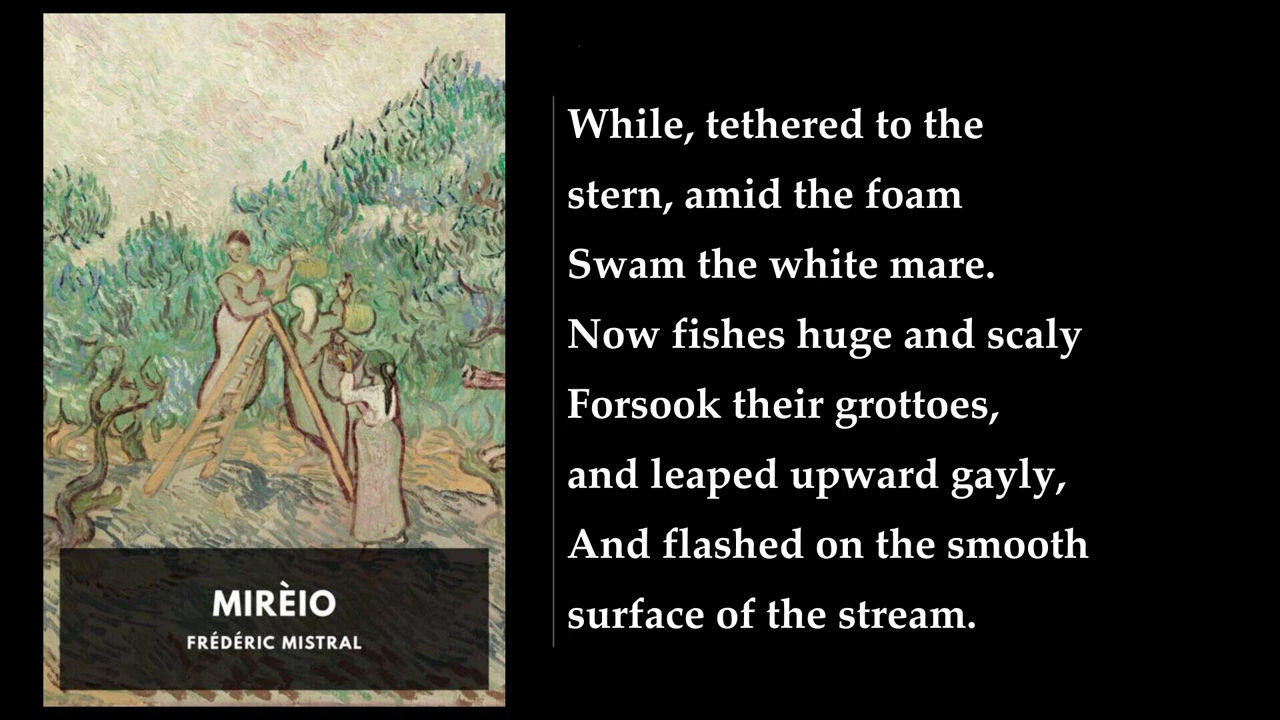 While, tethered to the
stern, amid the foam
Swam the white mare.
Now fishes huge and scaly
Forsook their grottoes,
and leaped upward gayly,
And flashed on the smooth
surface of the stream.
MIRÈIO
FRÉDÉRIC MISTRAL